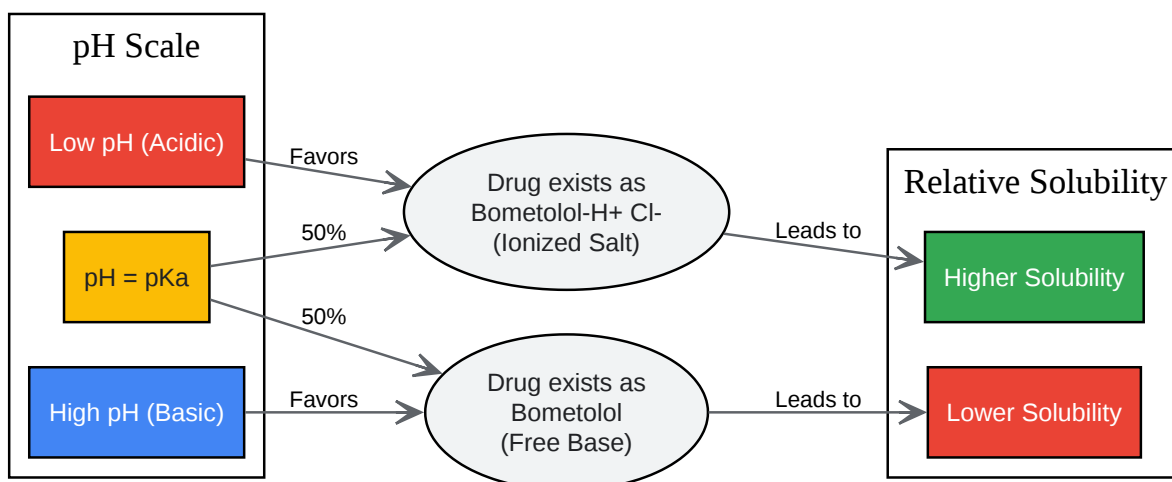 pH Scale
Low pH (Acidic)
pH = pKa
High pH (Basic)
Favors
50%
50%
Favors
Drug exists as
Bometolol-H+ Cl-
(Ionized Salt)
Drug exists as
Bometolol
(Free Base)
Leads to
Leads to
Relative Solubility
Higher Solubility
Lower Solubility